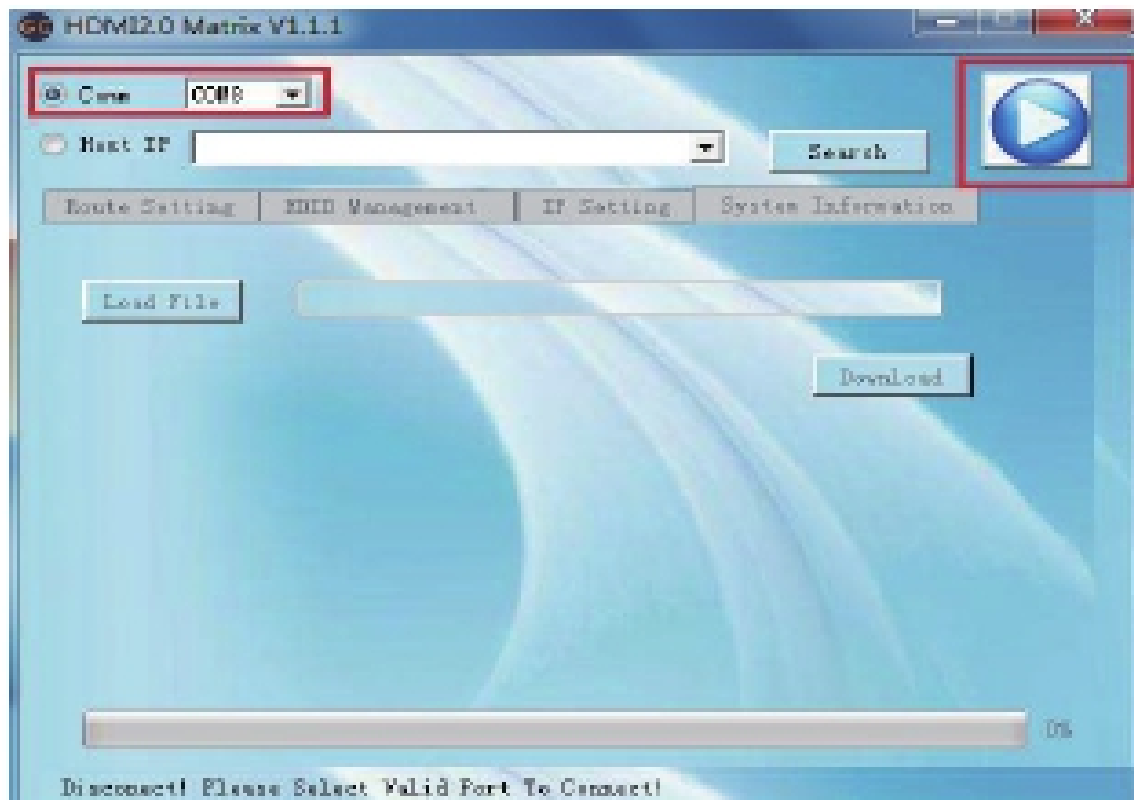 HDMI2.0 Matrix V1.1.1
Comm COM8
Host IP
Search
Route Setting EDID Management IP Setting System Information
Load File
Download
0%
Disconnect! Please Select Valid Port To Connect!